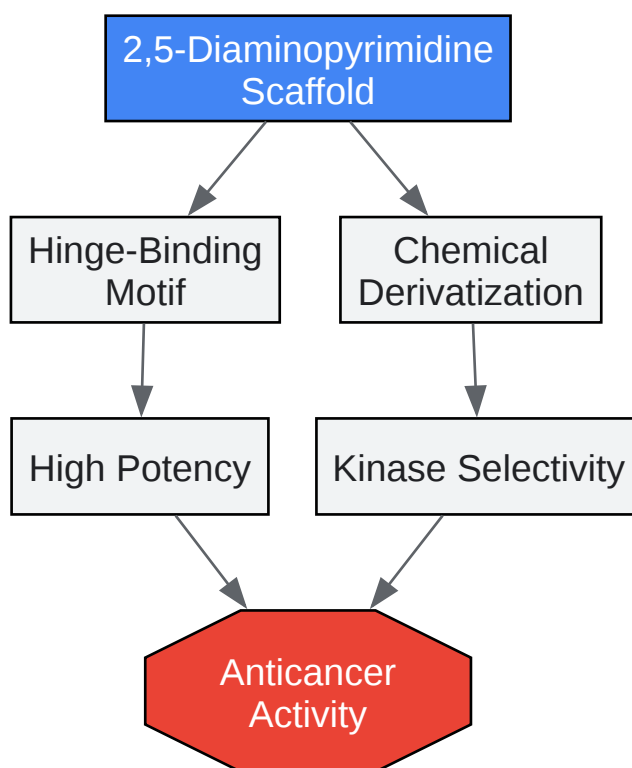 2,5-Diaminopyrimidine
Scaffold
Hinge-Binding
Motif
Chemical
Derivatization
High Potency
Kinase Selectivity
Anticancer
Activity